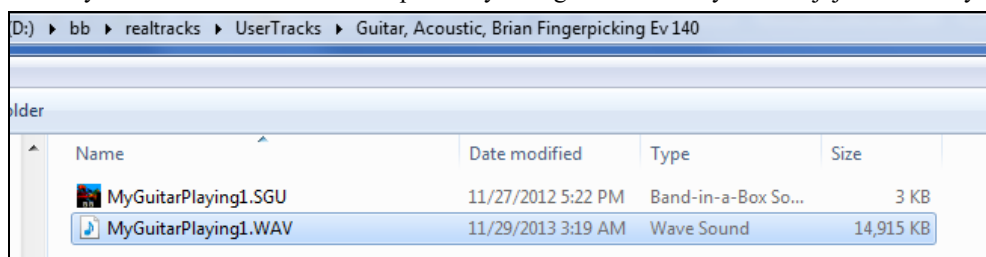 (D:) ▸ bb ▸ realtracks ▸ UserTracks ▸ Guitar, Acoustic, Brian Fingerpicking Ev 140
older
Name Date modified Type Size
MyGuitarPlaying1.SGU 11/27/2012 5:22 PM Band-in-a-Box So... 3 KB
MyGuitarPlaying1.WAV 11/29/2013 3:19 AM Wave Sound 14,915 KB